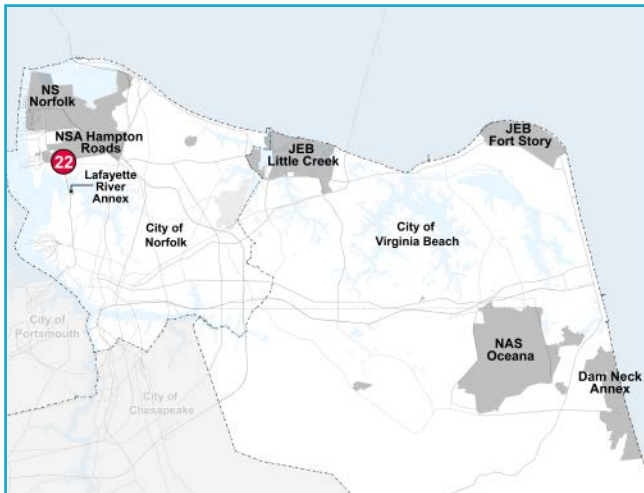 NS
Norfolk
NSA Hampton
Roads
22
Lafayette
River
Annex
City of
Norfolk
JEB
Little Creek
JEB
Fort Story
City of
Virginia Beach
City of
Portsmouth
City of
Chesapeake
NAS
Oceana
Dam Neck
Annex